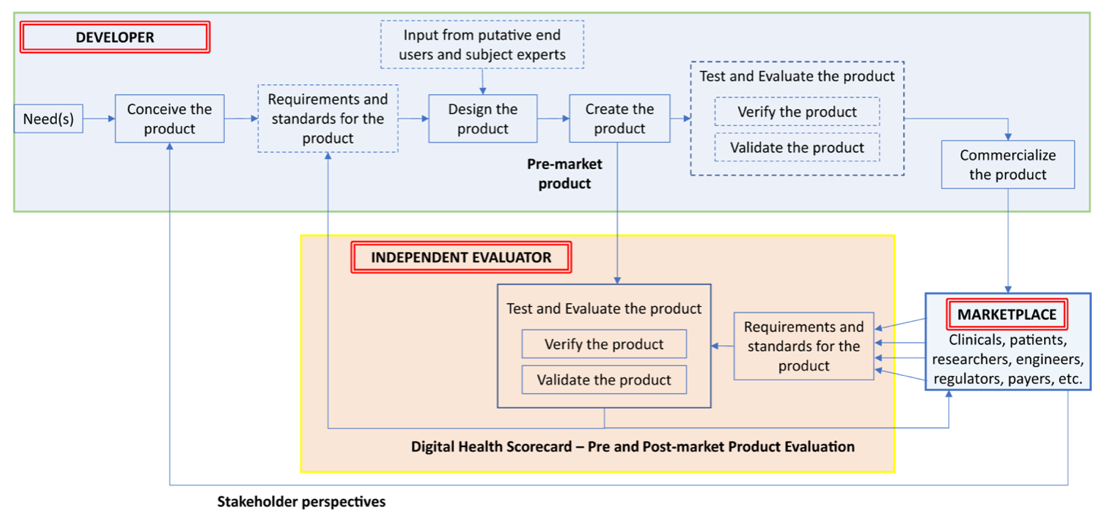 DEVELOPER
Input from putative end
users and subject experts
Need(s)
Conceive the
product
Requirements and
standards for the
product
Design the
product
Create the
product
Test and Evaluate the product
Verify the product
Validate the product
Commercialize
the product
Pre-market
product
INDEPENDENT EVALUATOR
Test and Evaluate the product
Verify the product
Validate the product
Requirements and
standards for the
product
MARKETPLACE
Clinicals, patients,
researchers, engineers,
regulators, payers, etc.
Digital Health Scorecard – Pre and Post-market Product Evaluation
Stakeholder perspectives